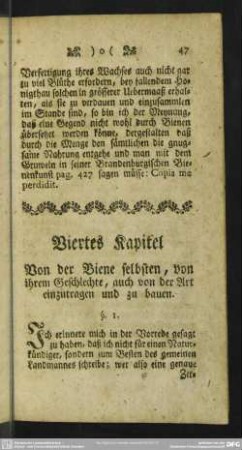 )o( 47
Verfertigung ihres Wachses auch nicht gar
zu viel Blüthe erfordern, bey fallendem Ho-
nigthau solchen in grösserer Uebermaaß erhal-
ten, als sie zu verdauen und einzusammlen
im Stande sind, so bin ich der Meynung,
daß eine Gegend nicht wohl durch Bienen
übersetzet werden könne, dergestalten daß
durch die Menge den sämtlichen die gnug-
same Nahrung entgehe und man mit dem
Gruweln in seiner Brandenburgischen Bie-
nenkunst pag. 427 sagen müsse: Copia me
perdidit.
Viertes Kapitel
Von der Biene selbsten, von
ihrem Geschlechte, auch von der Art
einzutragen und zu bauen.
§. 1.
Ich erinnere mich in der Vorrede gesagt
zu haben, daß ich nicht für einen Natur-
kündiger, sondern zum Besten des gemeinen
Landmannes schreibe; wer also eine genaue
Zer-